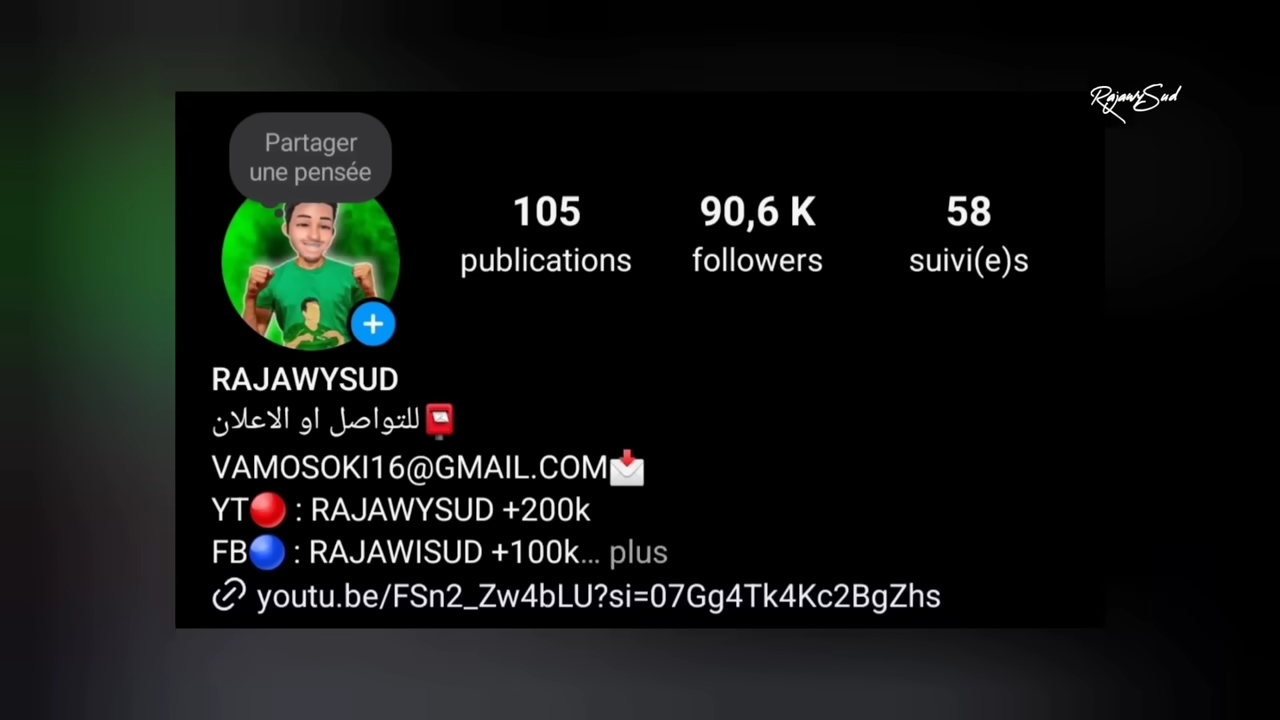 RajawySud
Partager
une pensée
105
publications
90,6 K
followers
58
suivi(e)s
RAJAWYSUD
للتواصل او الاعلان
VAMOSOKI16@GMAIL.COM
YT : RAJAWYSUD +200k
FB : RAJAWISUD +100k... plus
youtu.be/FSn2_Zw4bLU?si=07Gg4Tk4Kc2BgZhs